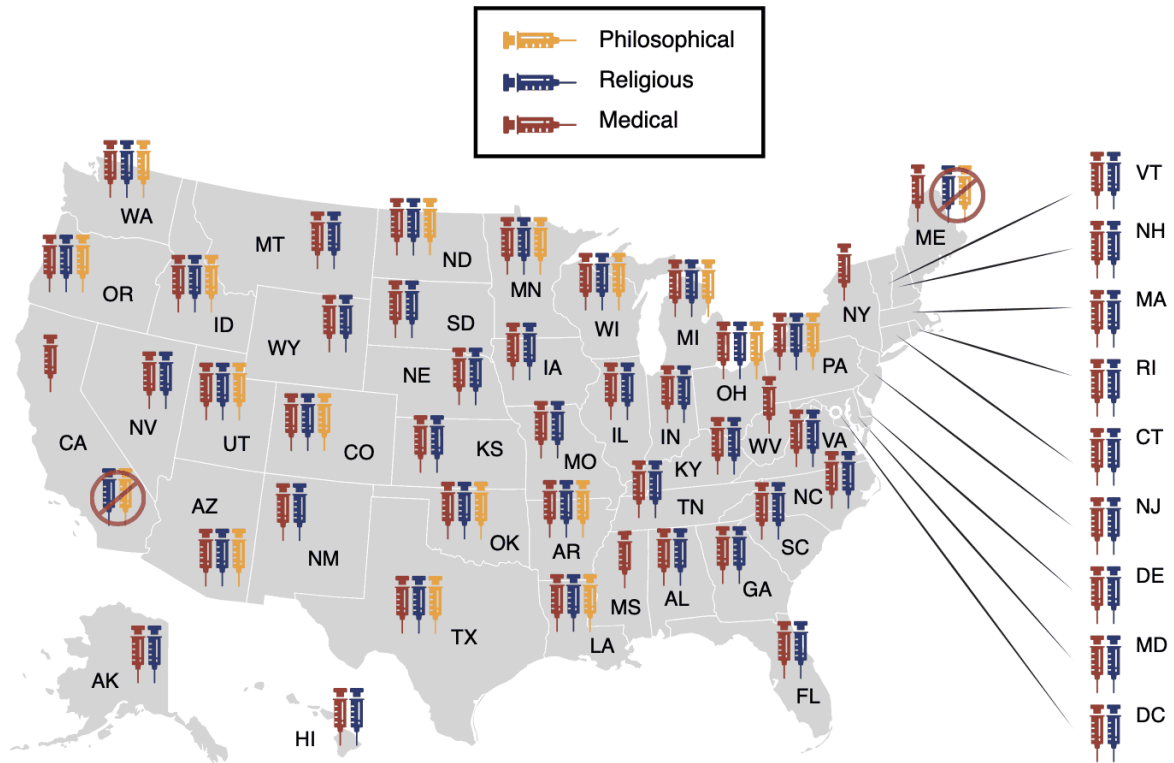 Philosophical
Religious
Medical
WA
MT
ND
MN
ME
VT
NH
MA
RI
CT
NJ
DE
MD
DC
OR
ID
WY
SD
WI
MI
NY
NE
IA
PA
OH
CA
NV
UT
CO
KS
MO
IL
IN
KY
WV
VA
AZ
NM
OK
AR
TN
NC
SC
MS
AL
GA
TX
LA
FL
AK
HI